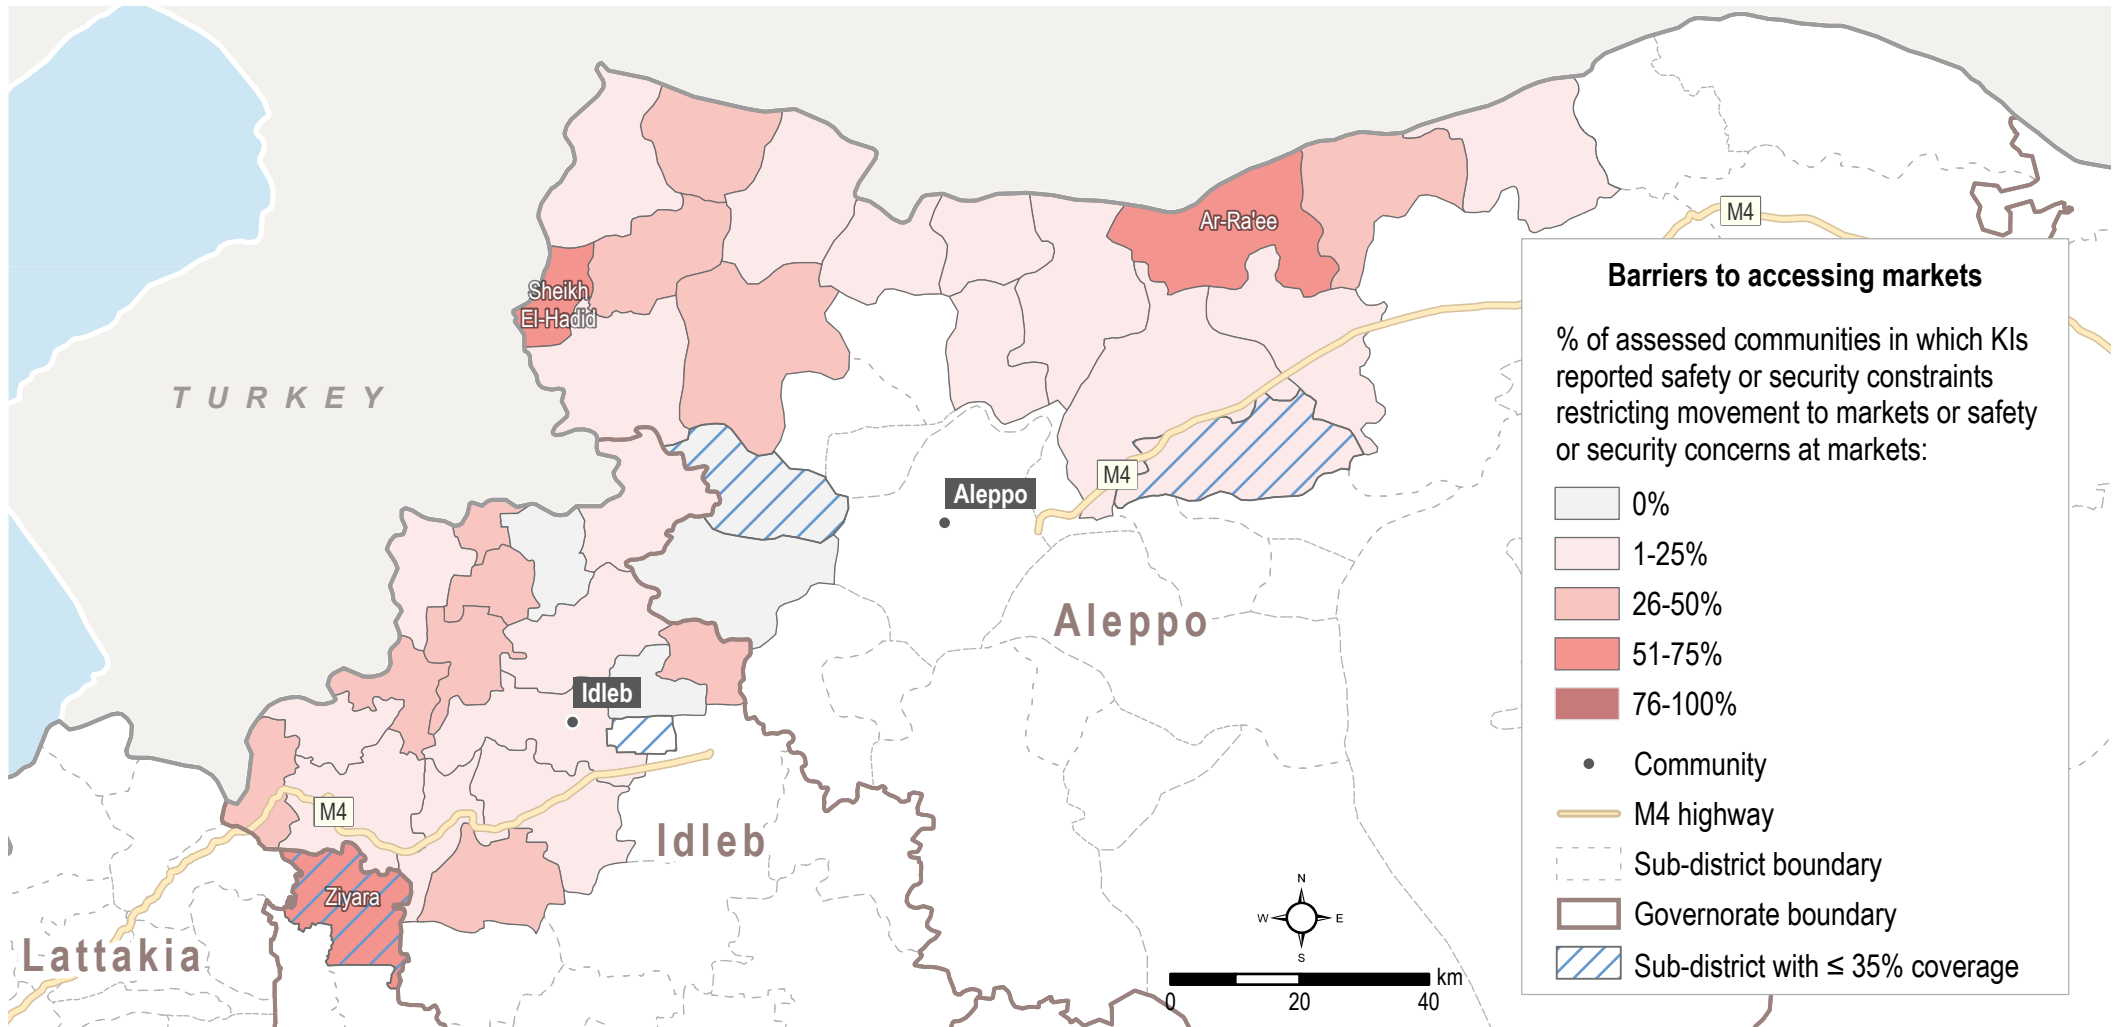 TURKEY
Sheikh
El-Hadid
Ar-Ra'ee
M4
Aleppo
M4
Aleppo
Idleb
M4
Idleb
Ziyara
Lattakia
N
W
E
S
km
0
20
40
Barriers to accessing markets
% of assessed communities in which KIs
reported safety or security constraints
restricting movement to markets or safety
or security concerns at markets:
0%
1-25%
26-50%
51-75%
76-100%
Community
M4 highway
Sub-district boundary
Governorate boundary
Sub-district with ≤ 35% coverage